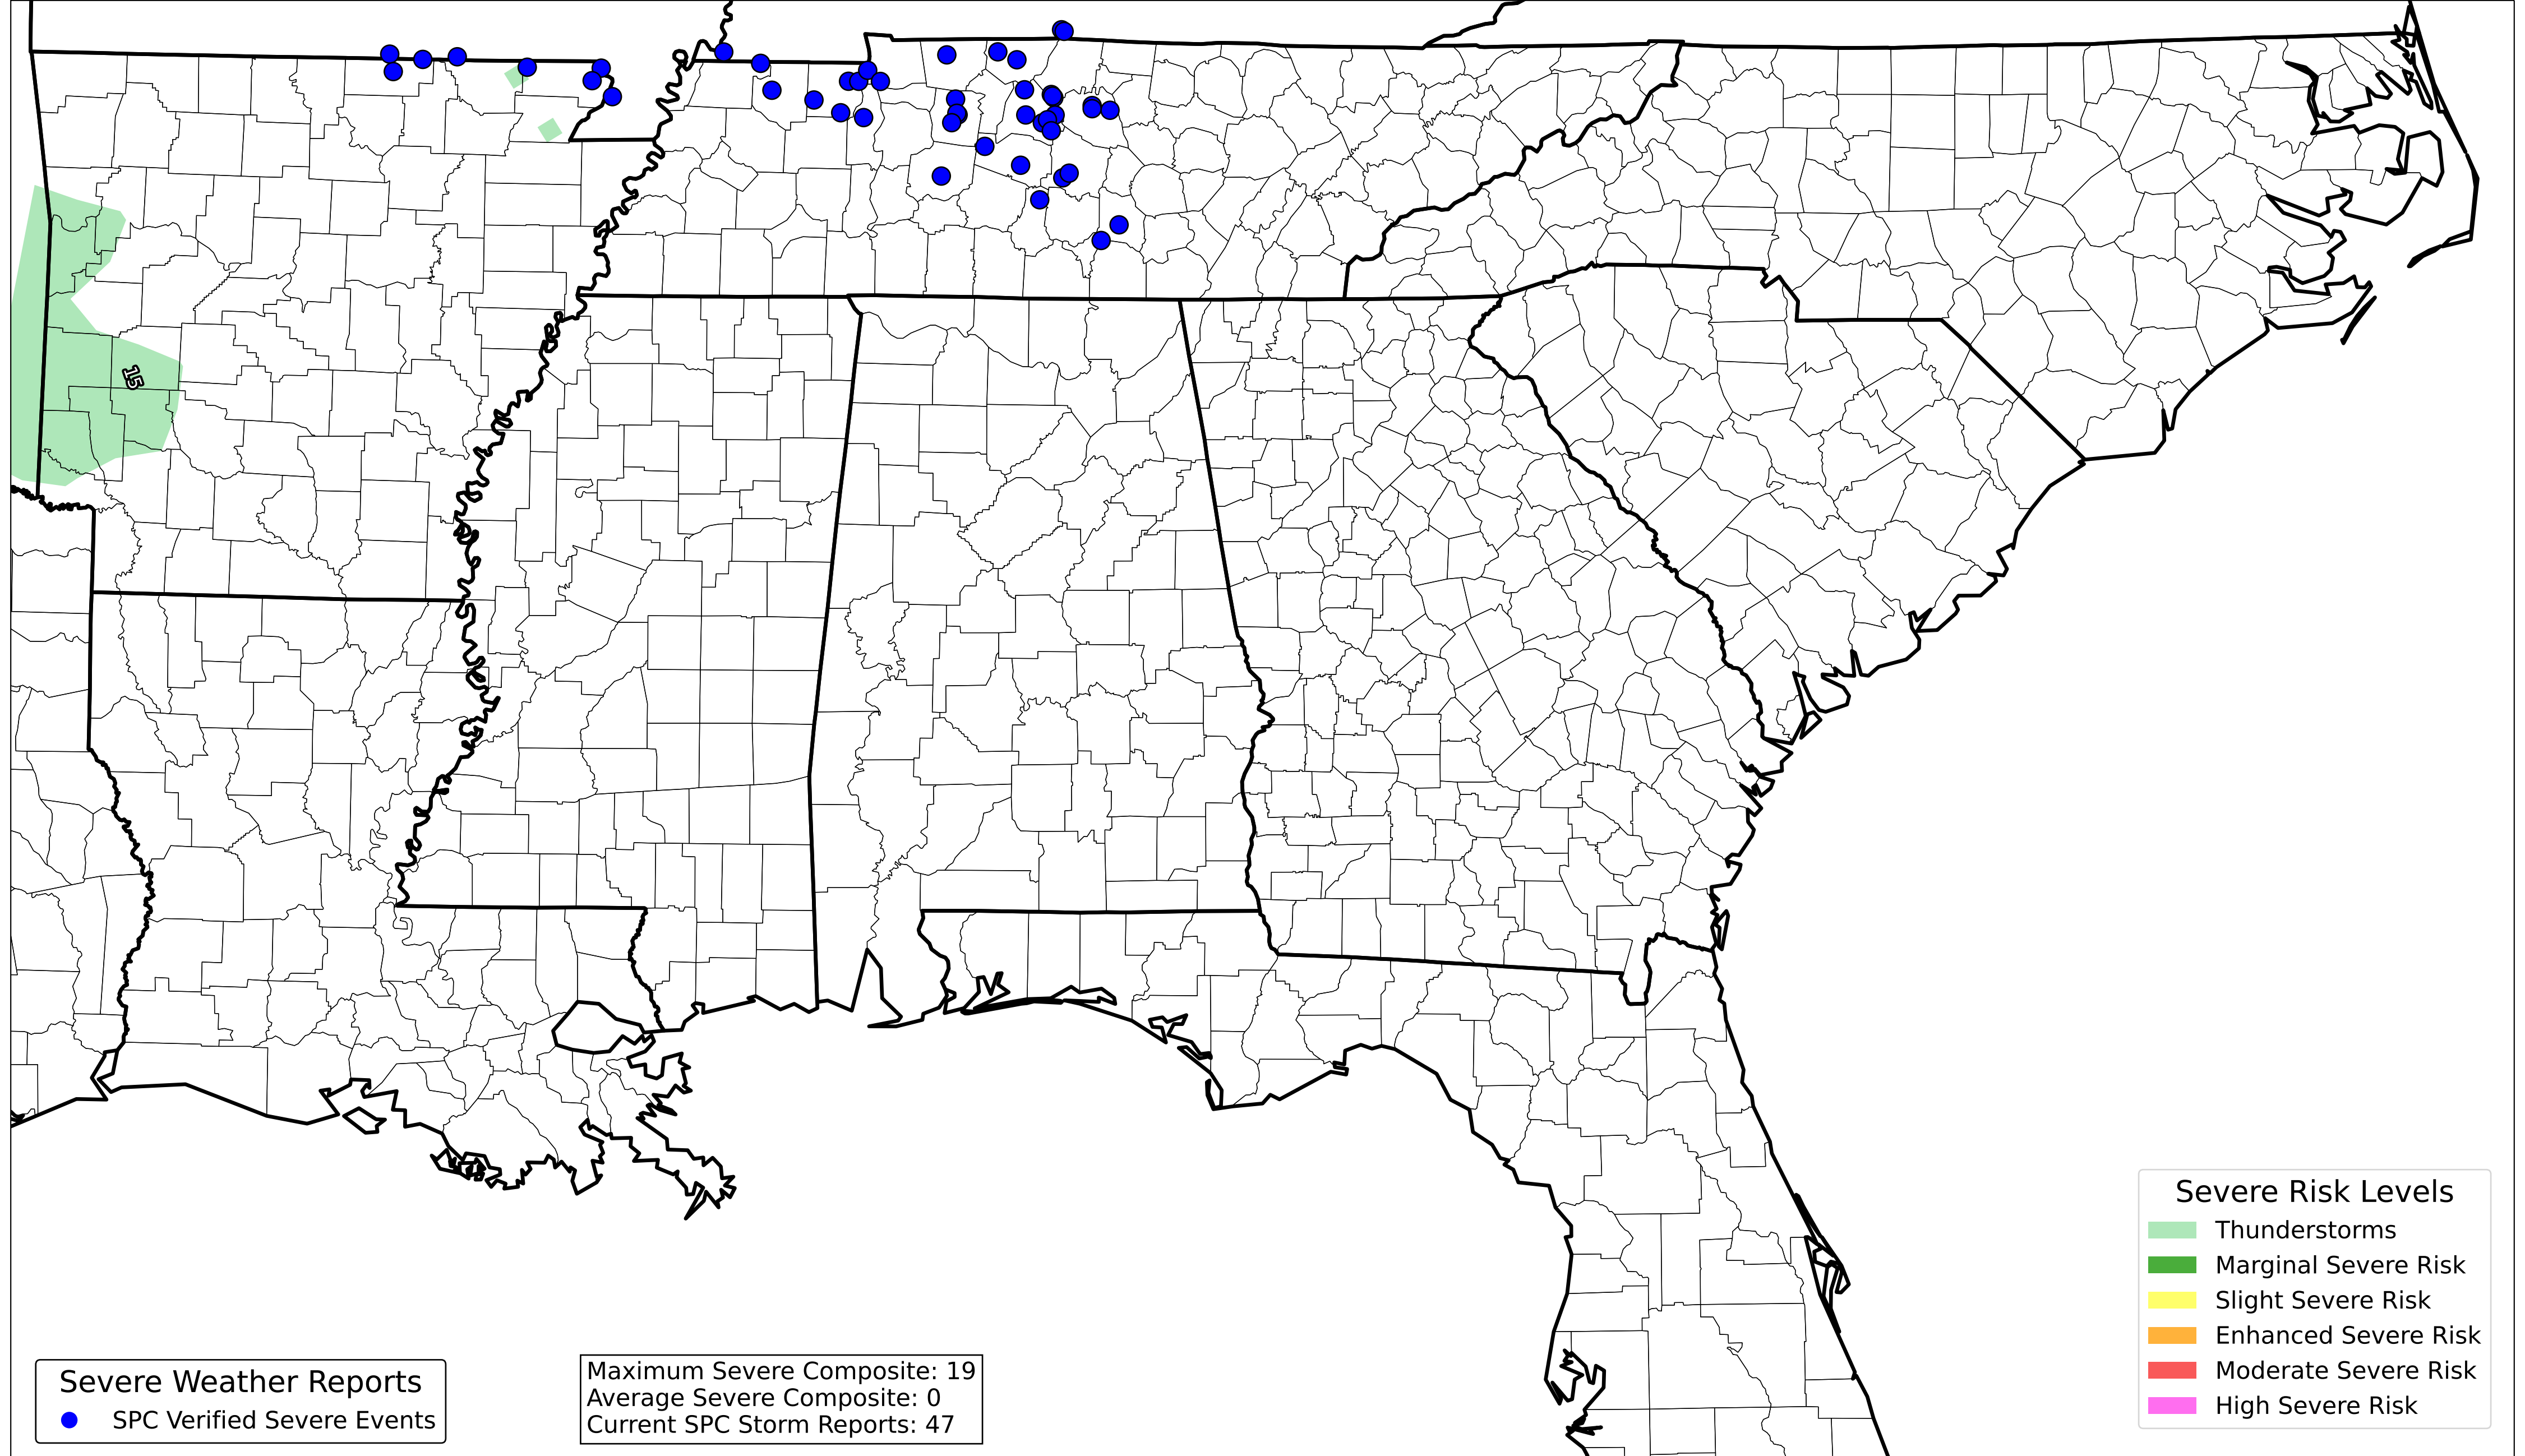 15
Severe Weather Reports
SPC Verified Severe Events
Maximum Severe Composite: 19
Average Severe Composite: 0
Current SPC Storm Reports: 47
Severe Risk Levels
Thunderstorms
Marginal Severe Risk
Slight Severe Risk
Enhanced Severe Risk
Moderate Severe Risk
High Severe Risk